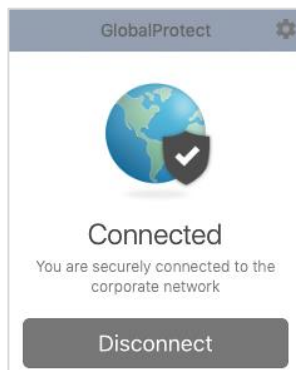 GlobalProtect
Connected
You are securely connected to the
corporate network
Disconnect